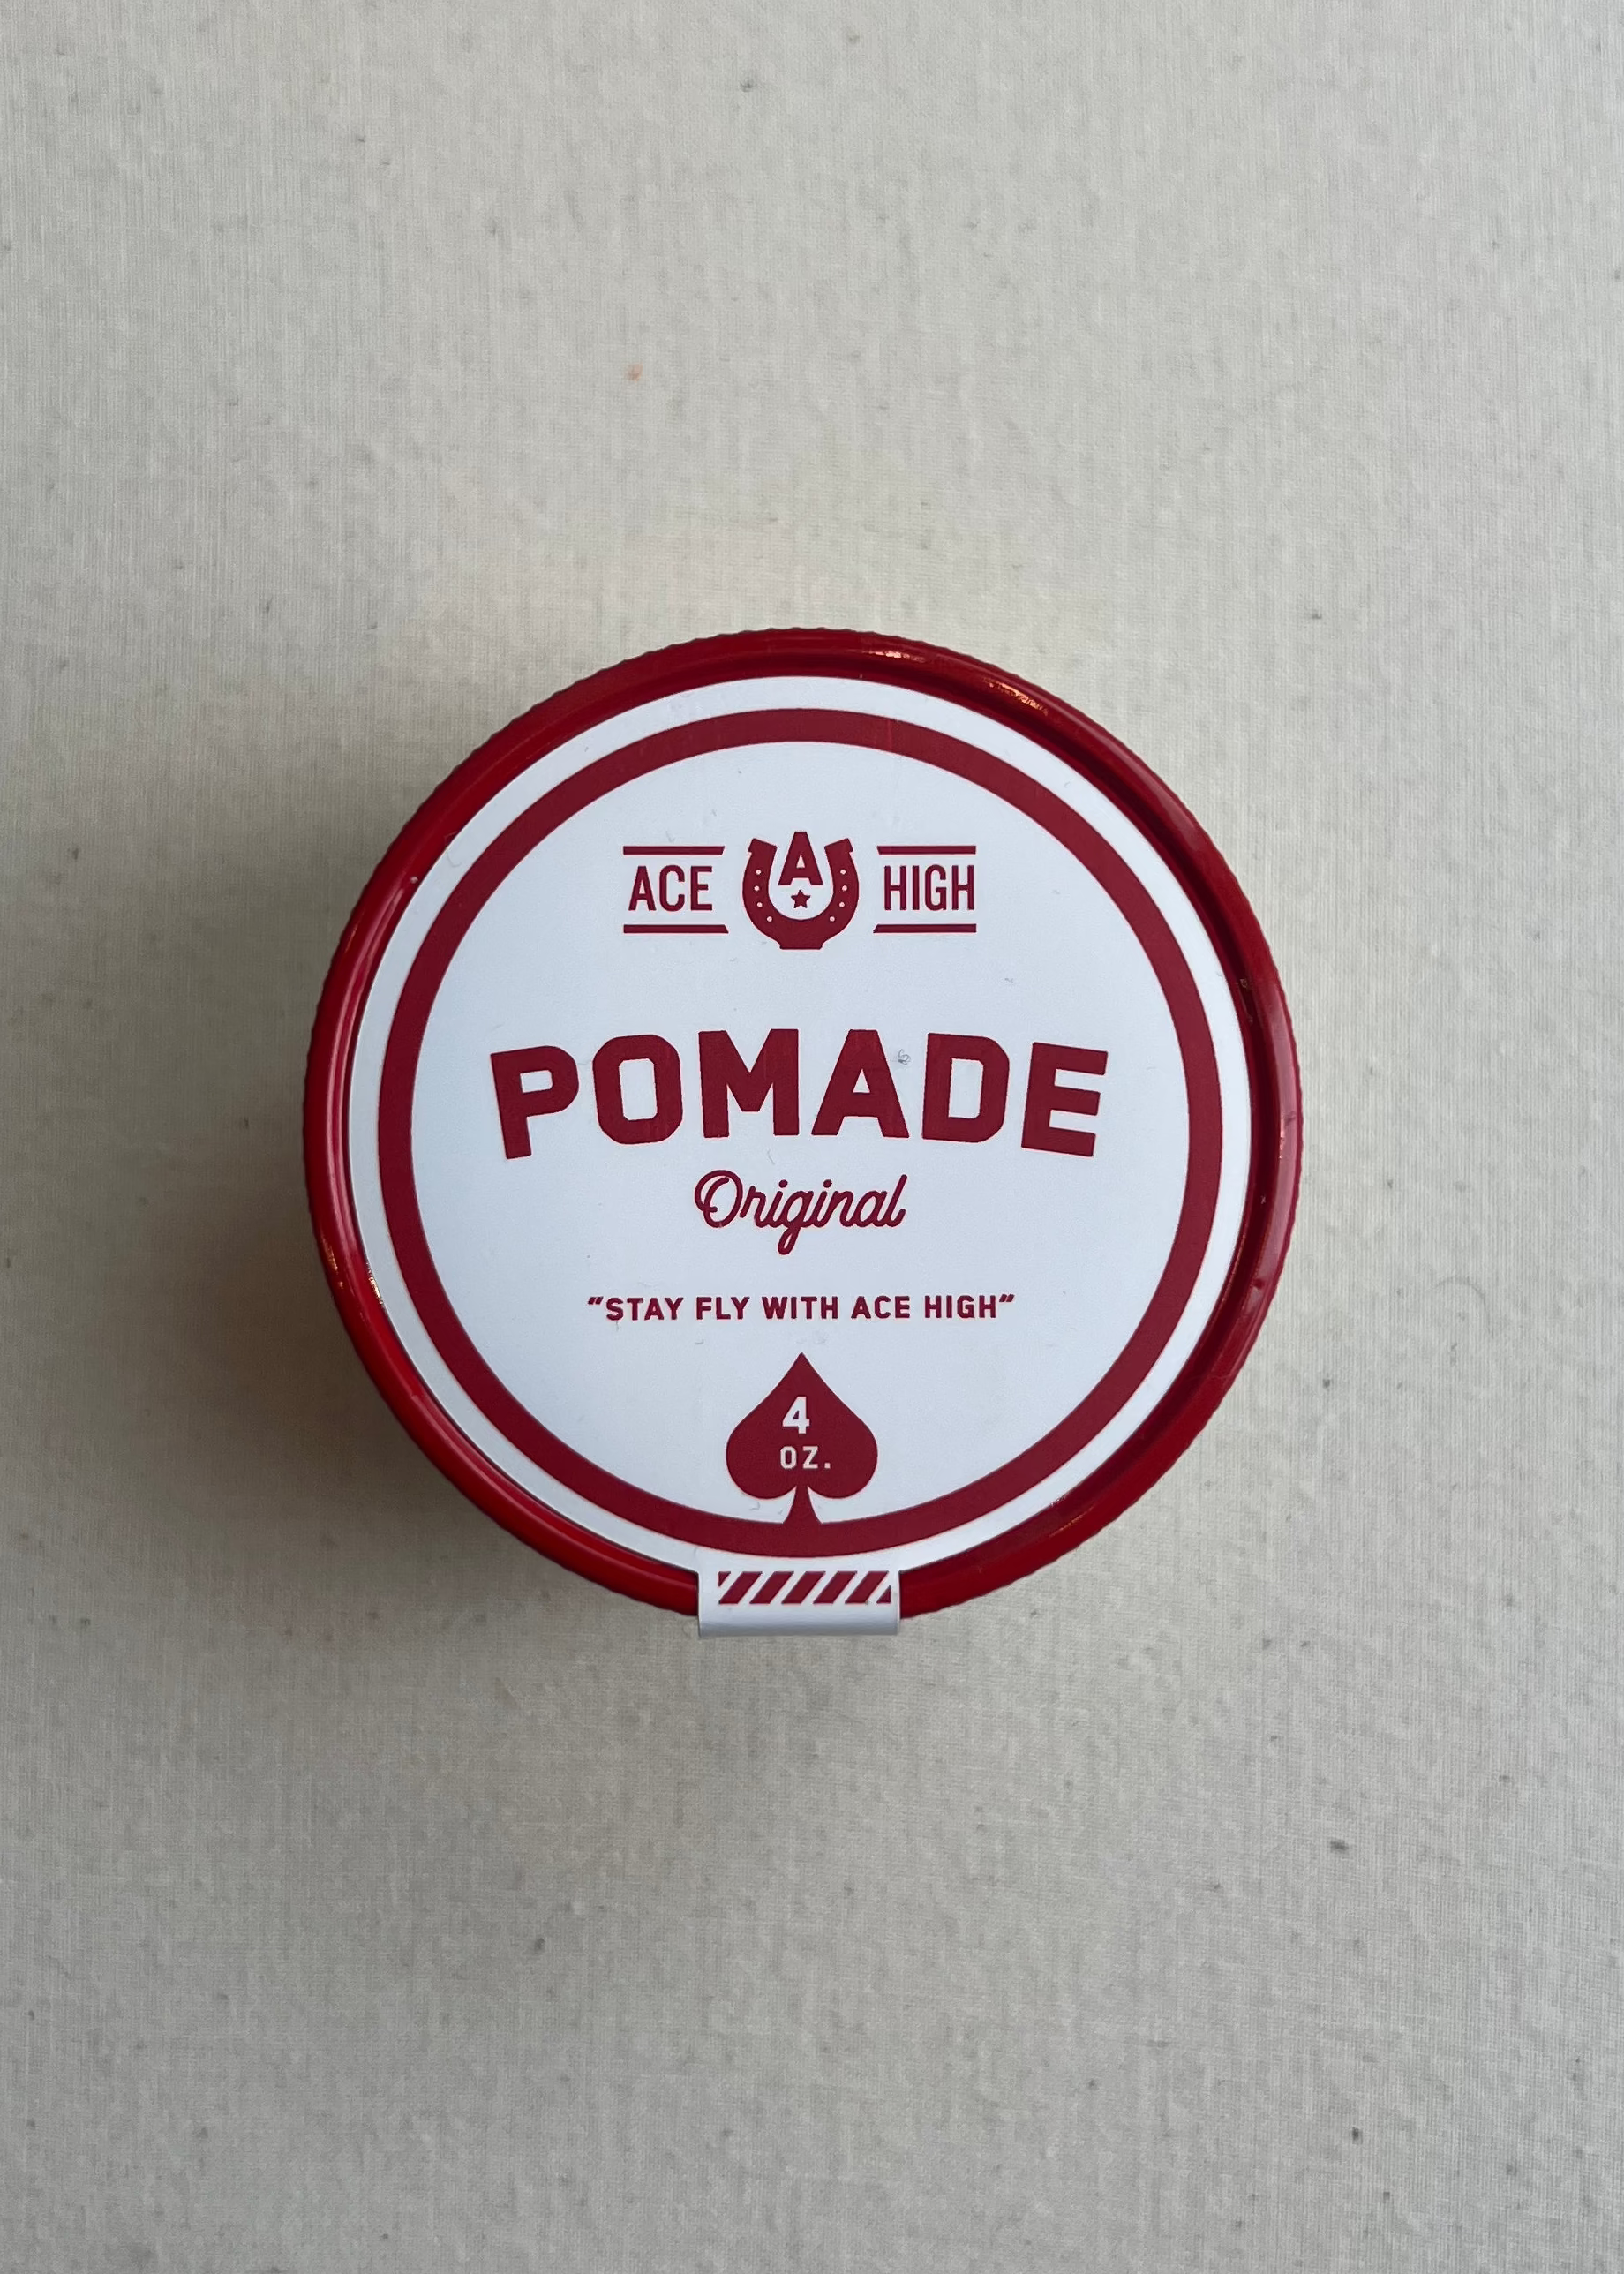 ACE A HIGH
POMADE
Original
"STAY FLY WITH ACE HIGH"
4
OZ.